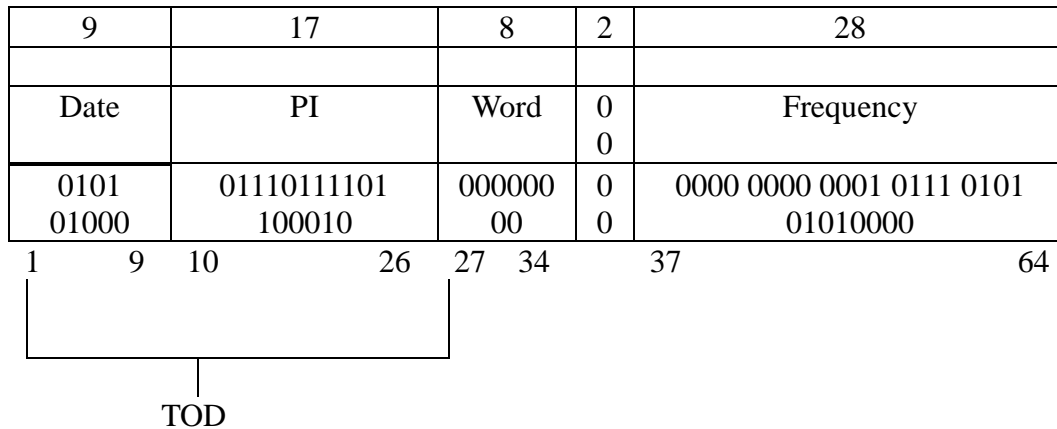 9 17 8 2 28
Date PI Word 0 Frequency
0
0101 01110111101 000000 0 0000 0000 0001 0111 0101
01000 100010 00 0 01010000
1 9 10 26 27 34 37 64
TOD